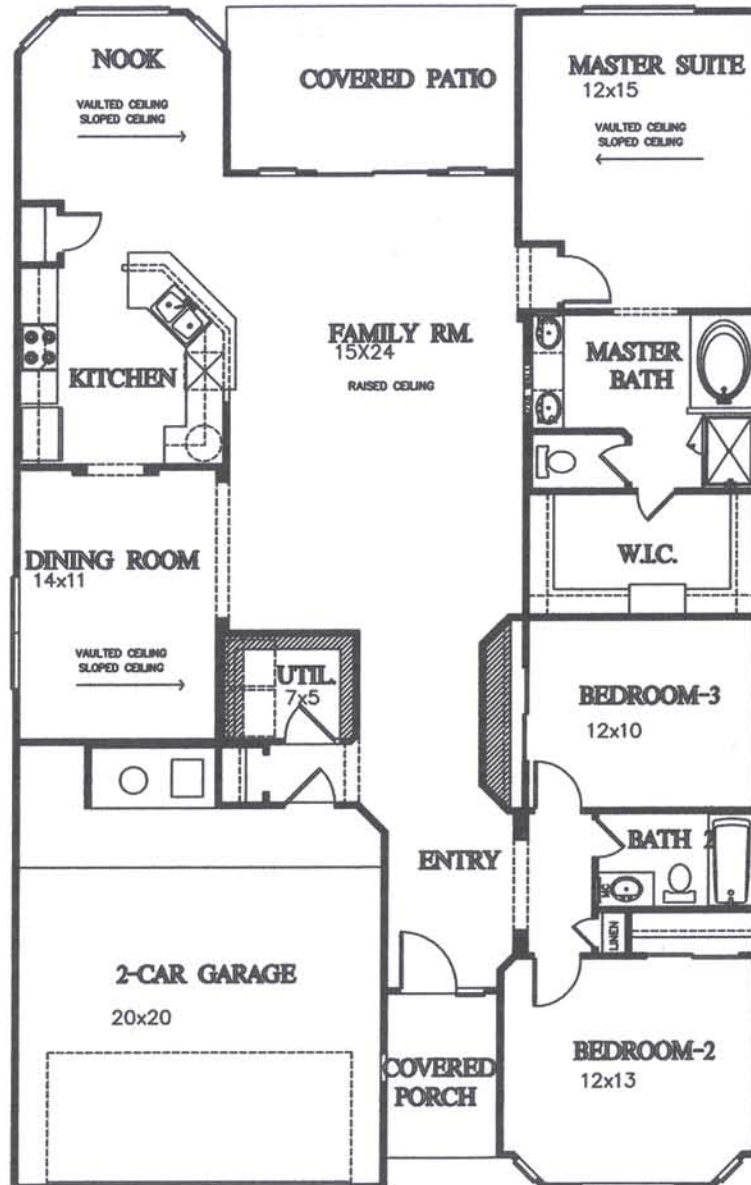 NOOK
VAULTED CEILING
SLOPED CEILING
COVERED PATIO
MASTER SUITE
12x15
VAULTED CEILING
SLOPED CEILING
FAMILY RM.
15X24
RAISED CEILING
KITCHEN
MASTER
BATH
DINING ROOM
14x11
VAULTED CEILING
SLOPED CEILING
W.I.C.
UTIL.
7x5
BEDROOM-3
12x10
BATH 2
ENTRY
MC
LINEN
2-CAR GARAGE
20x20
COVERED
PORCH
BEDROOM-2
12x13